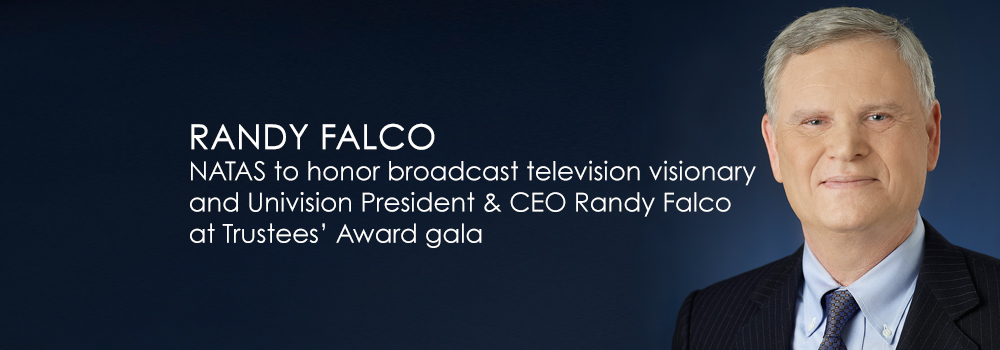 RANDY FALCO
NATAS to honor broadcast television visionary
and Univision President & CEO Randy Falco
at Trustees’ Award gala